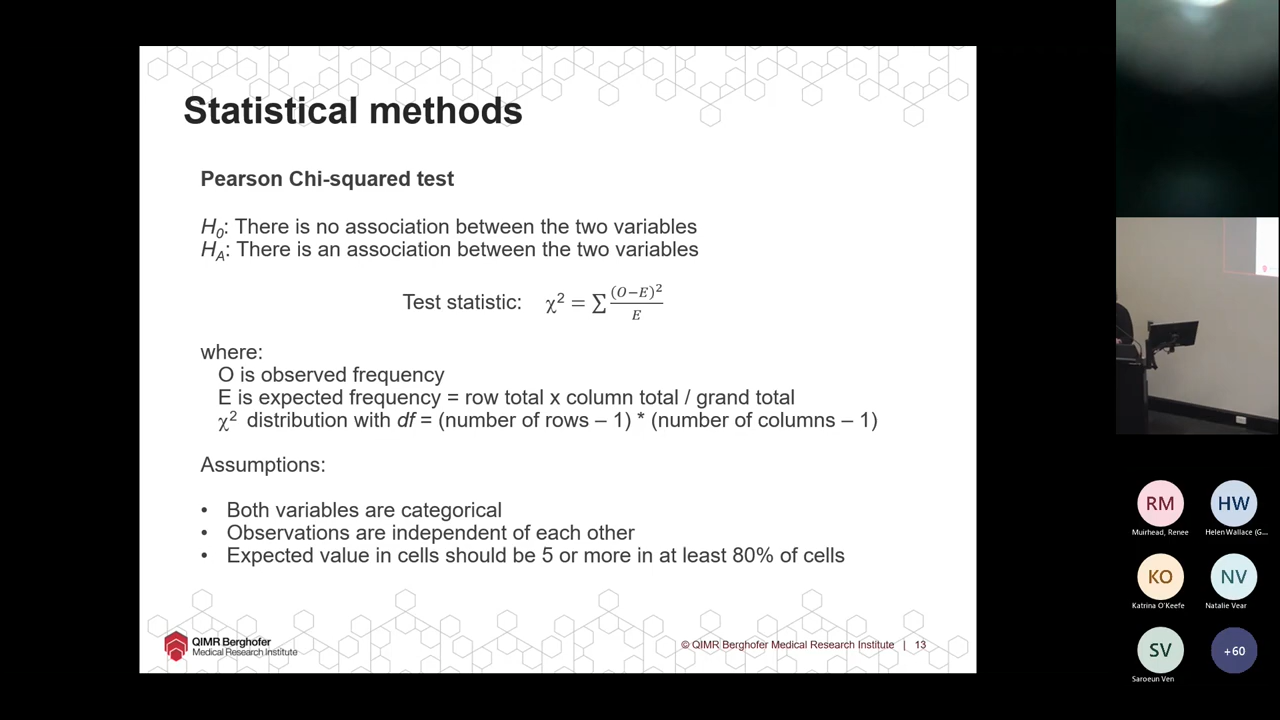 Statistical methods
Pearson Chi-squared test
H0: There is no association between the two variables
HA: There is an association between the two variables
Test statistic: χ² = ∑ (O−E)² / E
where:
O is observed frequency
E is expected frequency = row total x column total / grand total
χ² distribution with df = (number of rows – 1) * (number of columns – 1)
Assumptions:
• Both variables are categorical
• Observations are independent of each other
• Expected value in cells should be 5 or more in at least 80% of cells
QIMR Berghofer
Medical Research Institute
© QIMR Berghofer Medical Research Institute | 13
RM
HW
Muirhead, Renee
Helen Wallace (G...
KO
NV
Katrina O'Keefe
Natalie Vear
SV
+60
Saroeun Ven